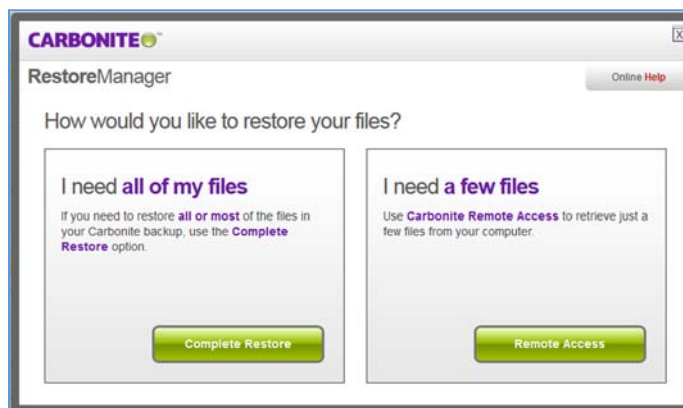 CARBONITE
X
RestoreManager
Online Help
How would you like to restore your files?
I need all of my files
If you need to restore all or most of the files in
your Carbonite backup, use the Complete
Restore option.
Complete Restore
I need a few files
Use Carbonite Remote Access to retrieve just a
few files from your computer.
Remote Access